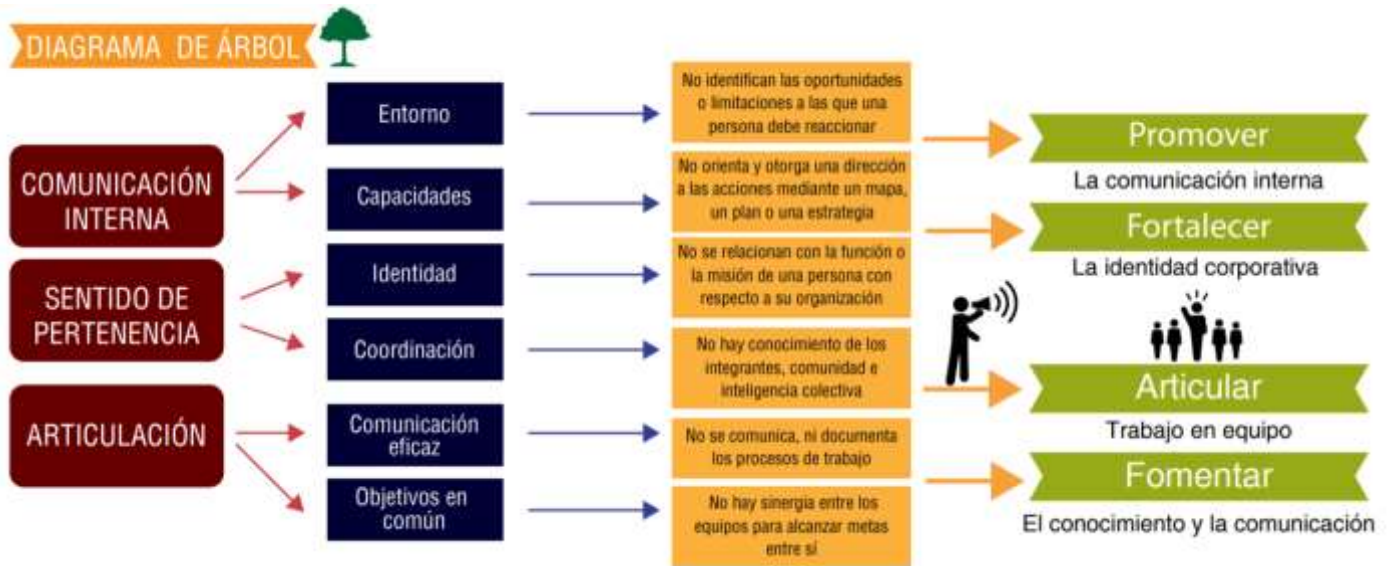 DIAGRAMA DE ÁRBOL
COMUNICACIÓN
INTERNA
SENTIDO DE
PERTENENCIA
ARTICULACIÓN
Entorno
Capacidades
Identidad
Coordinación
Comunicación
eficaz
Objetivos en
común
No identifican las oportunidades
o limitaciones a las que una
persona debe reaccionar
No orienta y otorga una dirección
a las acciones mediante un mapa,
un plan o una estrategia
No se relacionan con la función o
la misión de una persona con
respecto a su organización
No hay conocimiento de los
integrantes, comunidad e
inteligencia colectiva
No se comunica, ni documenta
los procesos de trabajo
No hay sinergia entre los
equipos para alcanzar metas
entre sí
Promover
La comunicación interna
Fortalecer
La identidad corporativa
Articular
Trabajo en equipo
Fomentar
El conocimiento y la comunicación